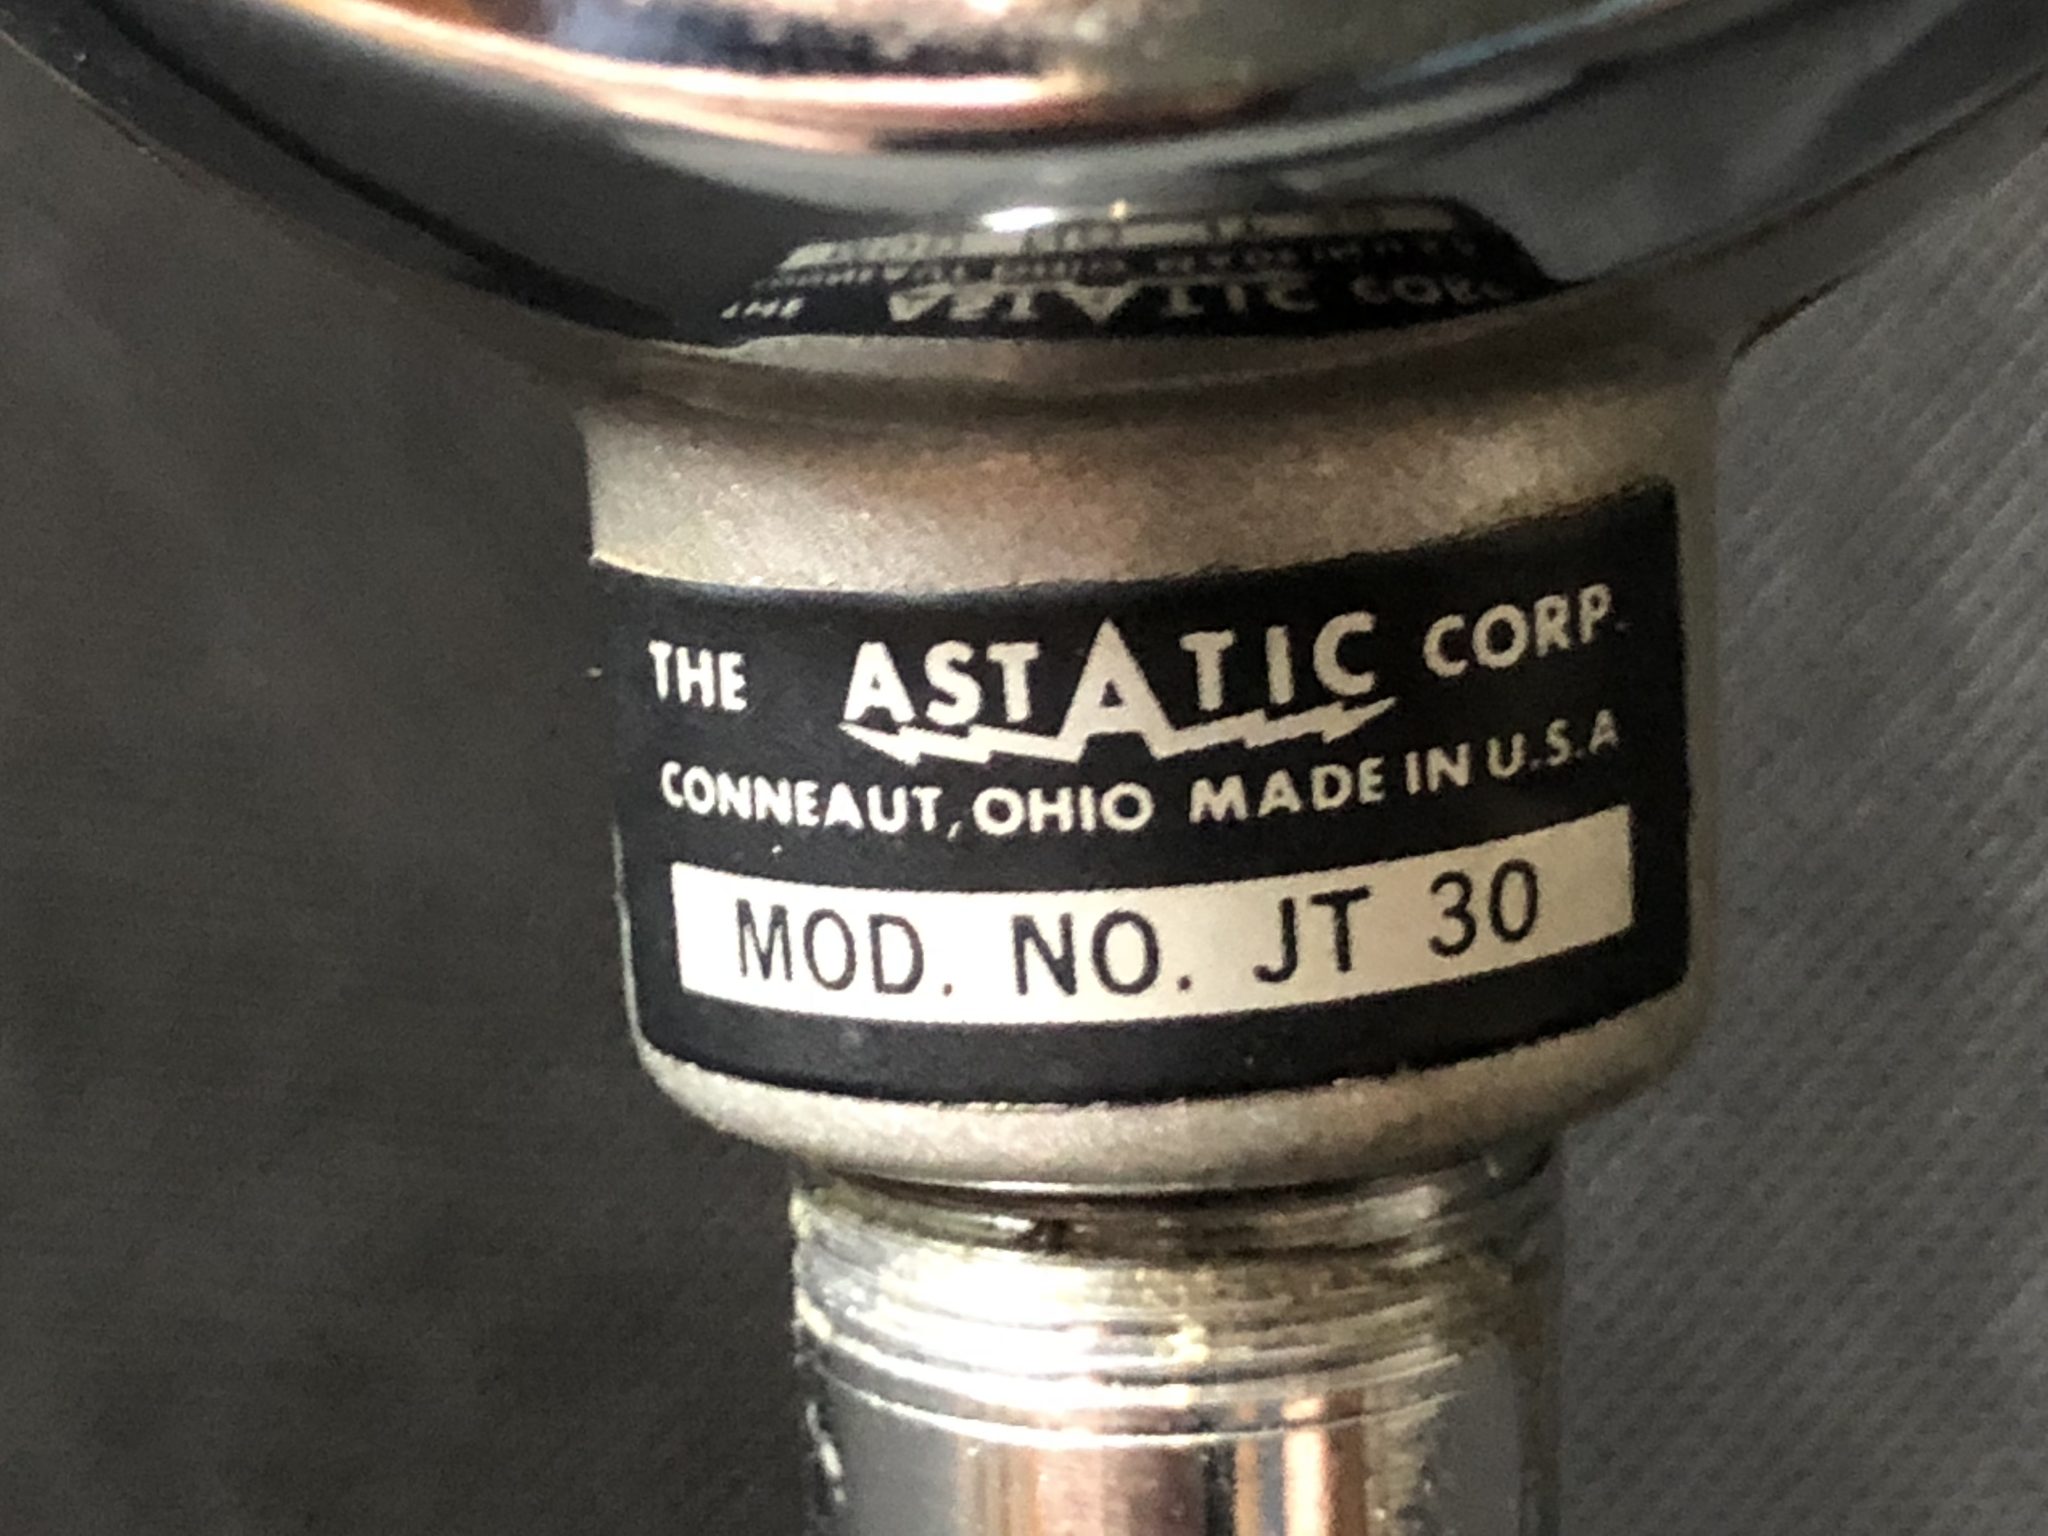 THE ASTATIC CORP.
CONNEAUT, OHIO MADE IN U.S.A
MOD. NO. JT 30